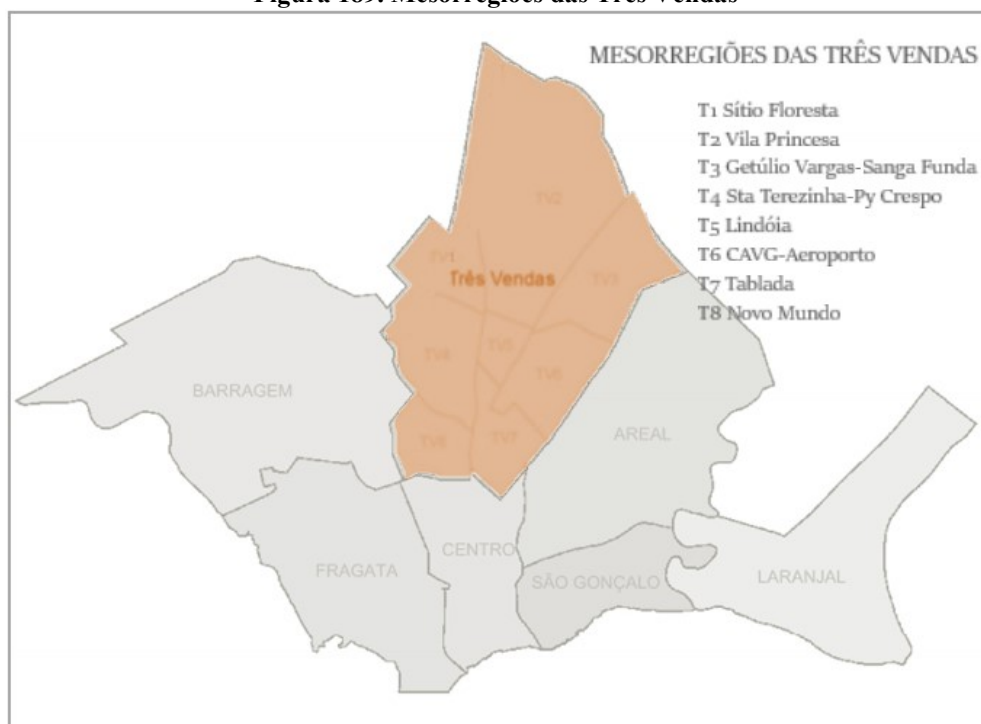 Figura 189. Mesorregiões das Três Vendas
MESORREGIÕES DAS TRÊS VENDAS
T1 Sítio Floresta
T2 Vila Princesa
T3 Getúlio Vargas-Sanga Funda
T4 Sta Terezinha-Py Crespo
T5 Lindóia
T6 CAVG-Aeroporto
T7 Tablada
T8 Novo Mundo
TV2
TV1
Três Vendas
TV3
TV5
TV4
TV6
TV7
BARRAGEM
AREAL
CENTRO
FRAGATA
SÃO GONÇALO
LARANJAL